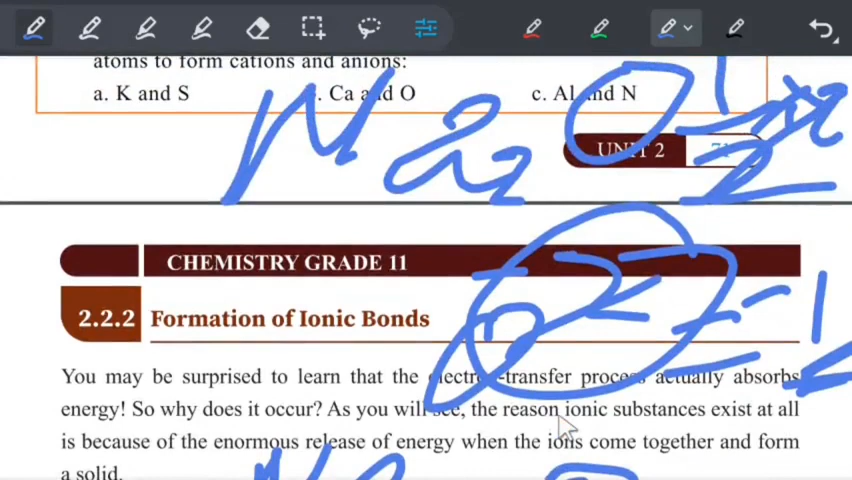 atoms to form cations and anions:
a. K and S c. Ca and O c. Al and N
UNIT 2 71
CHEMISTRY GRADE 11
2.2.2 Formation of Ionic Bonds
You may be surprised to learn that the electron-transfer process actually absorbs
energy! So why does it occur? As you will see, the reason ionic substances exist at all
is because of the enormous release of energy when the ions come together and form
a solid.